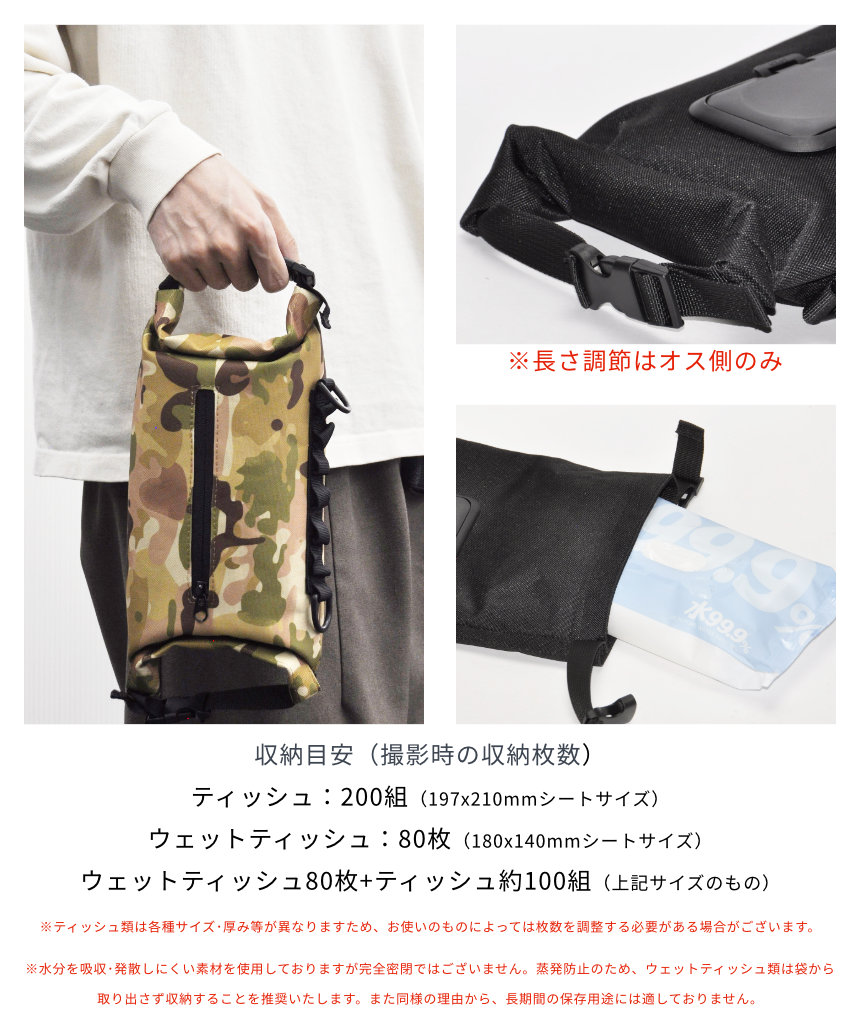 ※長さ調節はオス側のみ
99.9%
水99.9%
収納目安（撮影時の収納枚数）
ティッシュ：200組（197x210mmシートサイズ）
ウェットティッシュ：80枚（180x140mmシートサイズ）
ウェットティッシュ80枚+ティッシュ約100組（上記サイズのもの）
※ティッシュ類は各種サイズ･厚み等が異なりますため、お使いのものによっては枚数を調整する必要がある場合がございます。
※水分を吸収･発散しにくい素材を使用しておりますが完全密閉ではございません。蒸発防止のため、ウェットティッシュ類は袋から
取り出さず収納することを推奨いたします。また同様の理由から、長期間の保存用途には適しておりません。